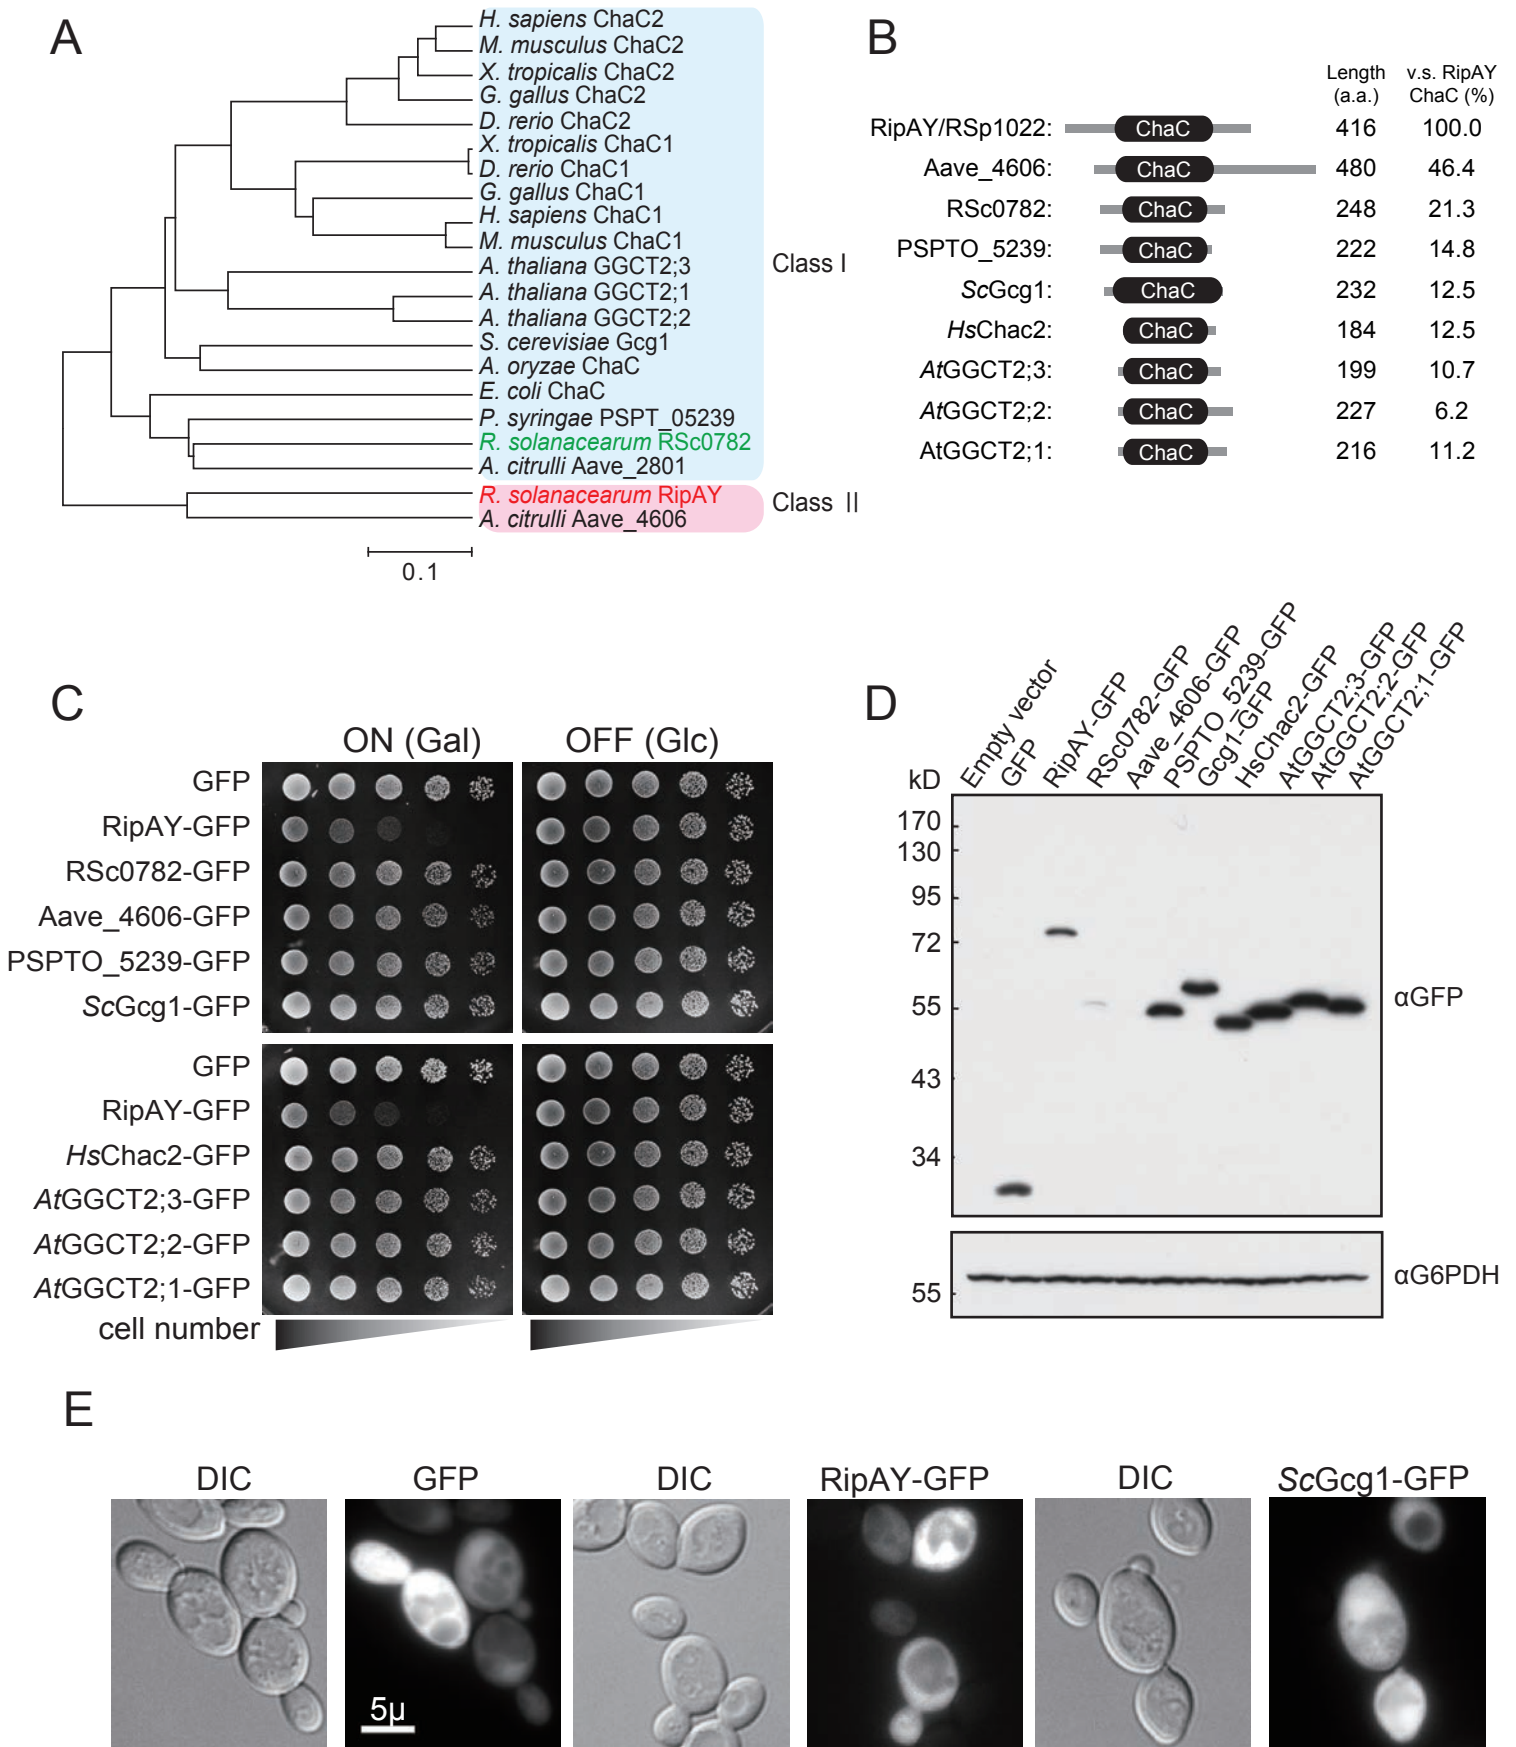 A
H. sapiens ChaC2
M. musculus ChaC2
X. tropicalis ChaC2
G. gallus ChaC2
D. rerio ChaC2
X. tropicalis ChaC1
D. rerio ChaC1
G. gallus ChaC1
H. sapiens ChaC1
M. musculus ChaC1
A. thaliana GGCT2;3
A. thaliana GGCT2;1
A. thaliana GGCT2;2
S. cerevisiae Gcg1
A. oryzae ChaC
E. coli ChaC
P. syringae PSPT_05239
R. solanacearum RSc0782
A. citrulli Aave_2801
R. solanacearum RipAY
A. citrulli Aave_4606
Class I
Class II
0.1
B
Length (a.a.)
v.s. RipAY ChaC (%)
RipAY/RSp1022: ChaC 416 100.0
Aave_4606: ChaC 480 46.4
RSc0782: ChaC 248 21.3
PSPTO_5239: ChaC 222 14.8
ScGcg1: ChaC 232 12.5
HsChac2: ChaC 184 12.5
AtGGCT2;3: ChaC 199 10.7
AtGGCT2;2: ChaC 227 6.2
AtGGCT2;1: ChaC 216 11.2
C
ON (Gal) OFF (Glc)
GFP
RipAY-GFP
RSc0782-GFP
Aave_4606-GFP
PSPTO_5239-GFP
ScGcg1-GFP
GFP
RipAY-GFP
HsChac2-GFP
AtGGCT2;3-GFP
AtGGCT2;2-GFP
AtGGCT2;1-GFP
cell number
D
kD
Empty vector
GFP
RipAY-GFP
RSc0782-GFP
Aave_4606-GFP
PSPTO_5239-GFP
Gcg1-GFP
HsChac2-GFP
AtGGCT2;3-GFP
AtGGCT2;2-GFP
AtGGCT2;1-GFP
170
130
95
72
55
43
34
αGFP
55
αG6PDH
E
DIC GFP DIC RipAY-GFP DIC ScGcg1-GFP
5μ